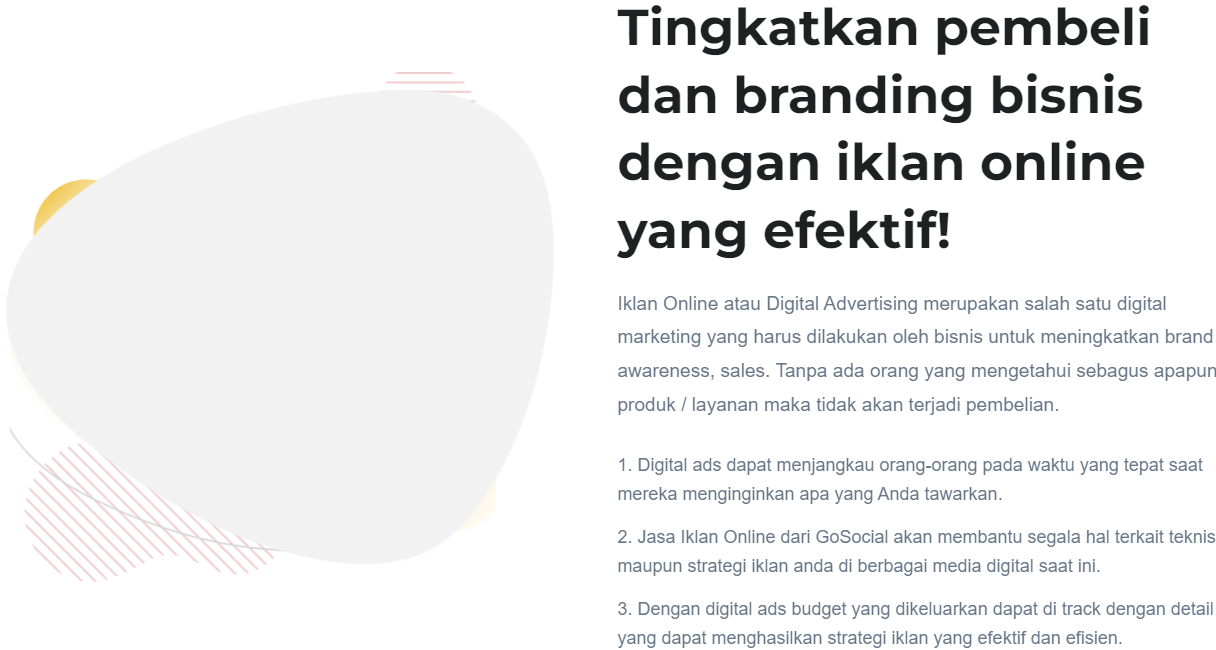 Tingkatkan pembeli
dan branding bisnis
dengan iklan online
yang efektif!
Iklan Online atau Digital Advertising merupakan salah satu digital
marketing yang harus dilakukan oleh bisnis untuk meningkatkan brand
awareness, sales. Tanpa ada orang yang mengetahui sebagus apapun
produk / layanan maka tidak akan terjadi pembelian.
1. Digital ads dapat menjangkau orang-orang pada waktu yang tepat saat
mereka menginginkan apa yang Anda tawarkan.
2. Jasa Iklan Online dari GoSocial akan membantu segala hal terkait teknis
maupun strategi iklan anda di berbagai media digital saat ini.
3. Dengan digital ads budget yang dikeluarkan dapat di track dengan detail
yang dapat menghasilkan strategi iklan yang efektif dan efisien.